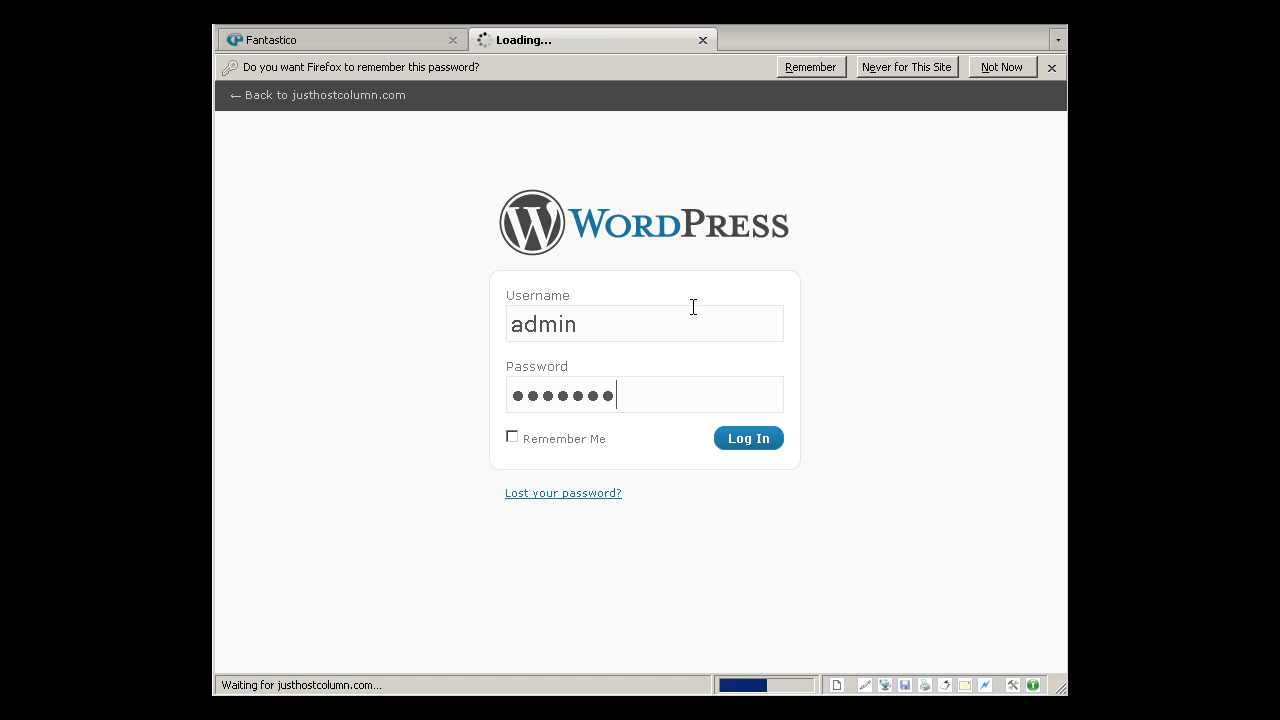 Fantastico
Loading...
Do you want Firefox to remember this password?
Remember
Never for This Site
Not Now
← Back to justhostcolumn.com
WORDPRESS
Username
admin
Password
Remember Me
Log In
Lost your password?
Waiting for justhostcolumn.com...